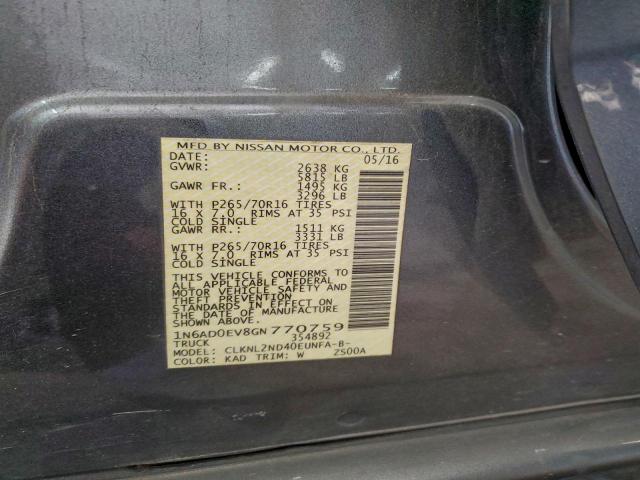 MFD BY NISSAN MOTOR CO., LTD.
DATE: 05/16
GVWR: 2638 KG
5815 LB
GAWR FR.: 1495 KG
3296 LB
WITH P265/70R16 TIRES
16 X 7.0 RIMS AT 35 PSI
COLD SINGLE
GAWR RR.: 1511 KG
3331 LB
WITH P265/70R16 TIRES
16 X 7.0 RIMS AT 35 PSI
COLD SINGLE
THIS VEHICLE CONFORMS TO
ALL APPLICABLE FEDERAL
MOTOR VEHICLE SAFETY AND
THEFT PREVENTION
STANDARDS IN EFFECT ON
THE DATE OF MANUFACTURE
SHOWN ABOVE.
1N6AD0EV8GN770759
TRUCK 354892
MODEL: CLKNL2ND40EUNFA-B-
COLOR: KAD TRIM: W ZS00A